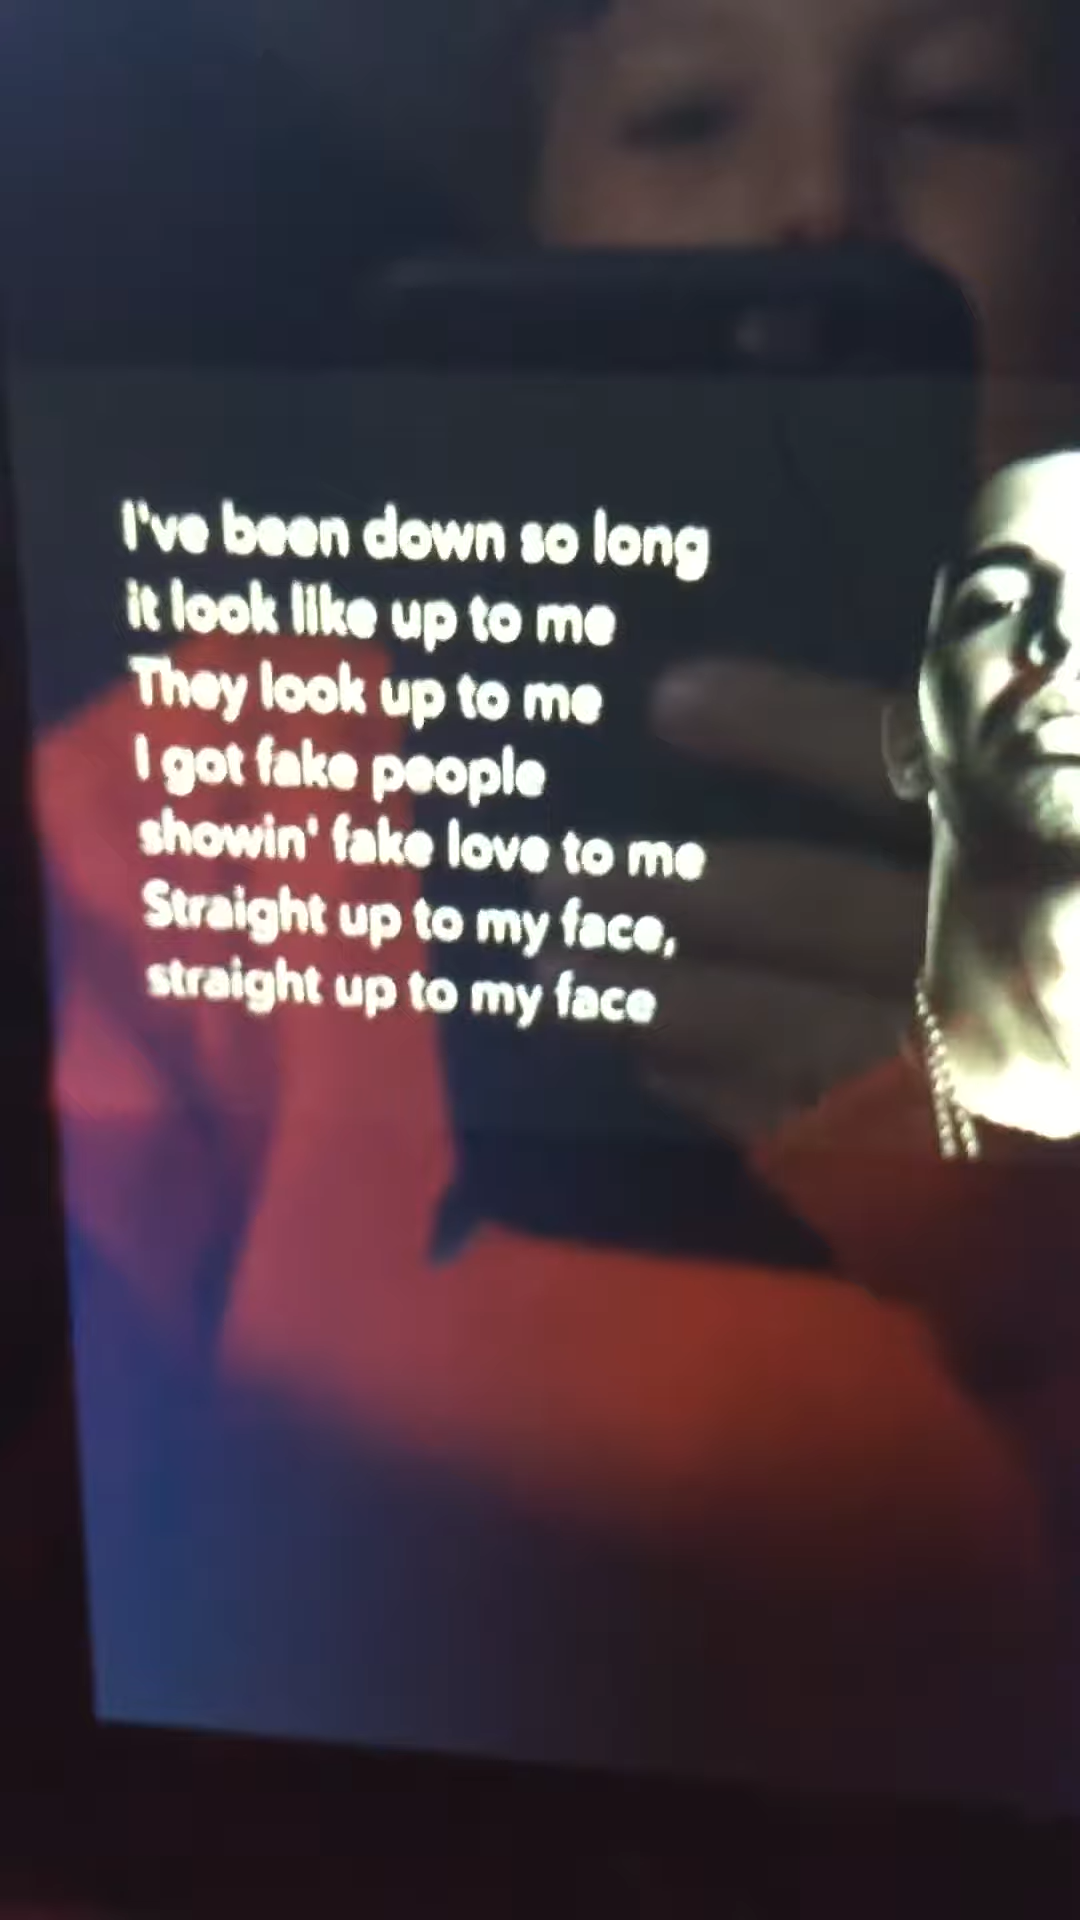 I've been down so long
it look like up to me
They look up to me
I got fake people
showin' fake love to me
Straight up to my face,
straight up to my face